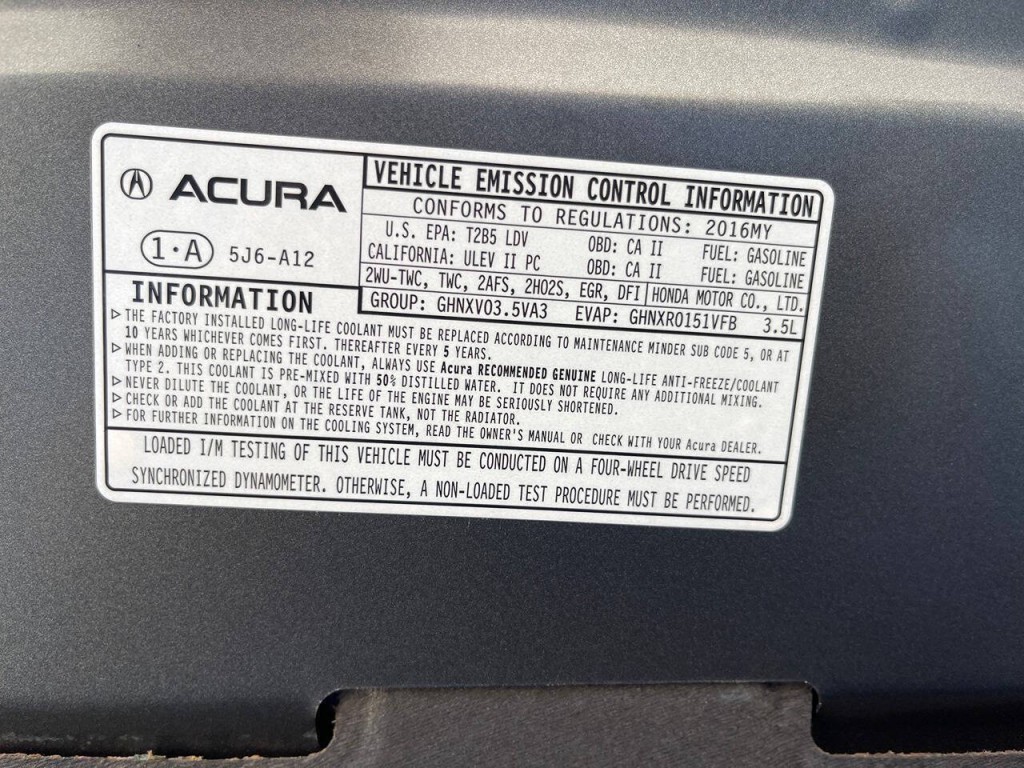 ACURA
1·A 5J6-A12
VEHICLE EMISSION CONTROL INFORMATION
CONFORMS TO REGULATIONS: 2016MY
U.S. EPA: T2B5 LDV OBD: CA II FUEL: GASOLINE
CALIFORNIA: ULEV II PC OBD: CA II FUEL: GASOLINE
2WU-TWC, TWC, 2AFS, 2HO2S, EGR, DFI HONDA MOTOR CO., LTD.
GROUP: GHNXV03.5VA3 EVAP: GHNXR0151VFB 3.5L
INFORMATION
▷ THE FACTORY INSTALLED LONG-LIFE COOLANT MUST BE REPLACED ACCORDING TO MAINTENANCE MINDER SUB CODE 5, OR AT
10 YEARS WHICHEVER COMES FIRST. THEREAFTER EVERY 5 YEARS.
▷ WHEN ADDING OR REPLACING THE COOLANT, ALWAYS USE Acura RECOMMENDED GENUINE LONG-LIFE ANTI-FREEZE/COOLANT
TYPE 2. THIS COOLANT IS PRE-MIXED WITH 50% DISTILLED WATER. IT DOES NOT REQUIRE ANY ADDITIONAL MIXING.
▷ NEVER DILUTE THE COOLANT, OR THE LIFE OF THE ENGINE MAY BE SERIOUSLY SHORTENED.
▷ CHECK OR ADD THE COOLANT AT THE RESERVE TANK, NOT THE RADIATOR.
▷ FOR FURTHER INFORMATION ON THE COOLING SYSTEM, READ THE OWNER'S MANUAL OR CHECK WITH YOUR Acura DEALER.
LOADED I/M TESTING OF THIS VEHICLE MUST BE CONDUCTED ON A FOUR-WHEEL DRIVE SPEED
SYNCHRONIZED DYNAMOMETER. OTHERWISE, A NON-LOADED TEST PROCEDURE MUST BE PERFORMED.